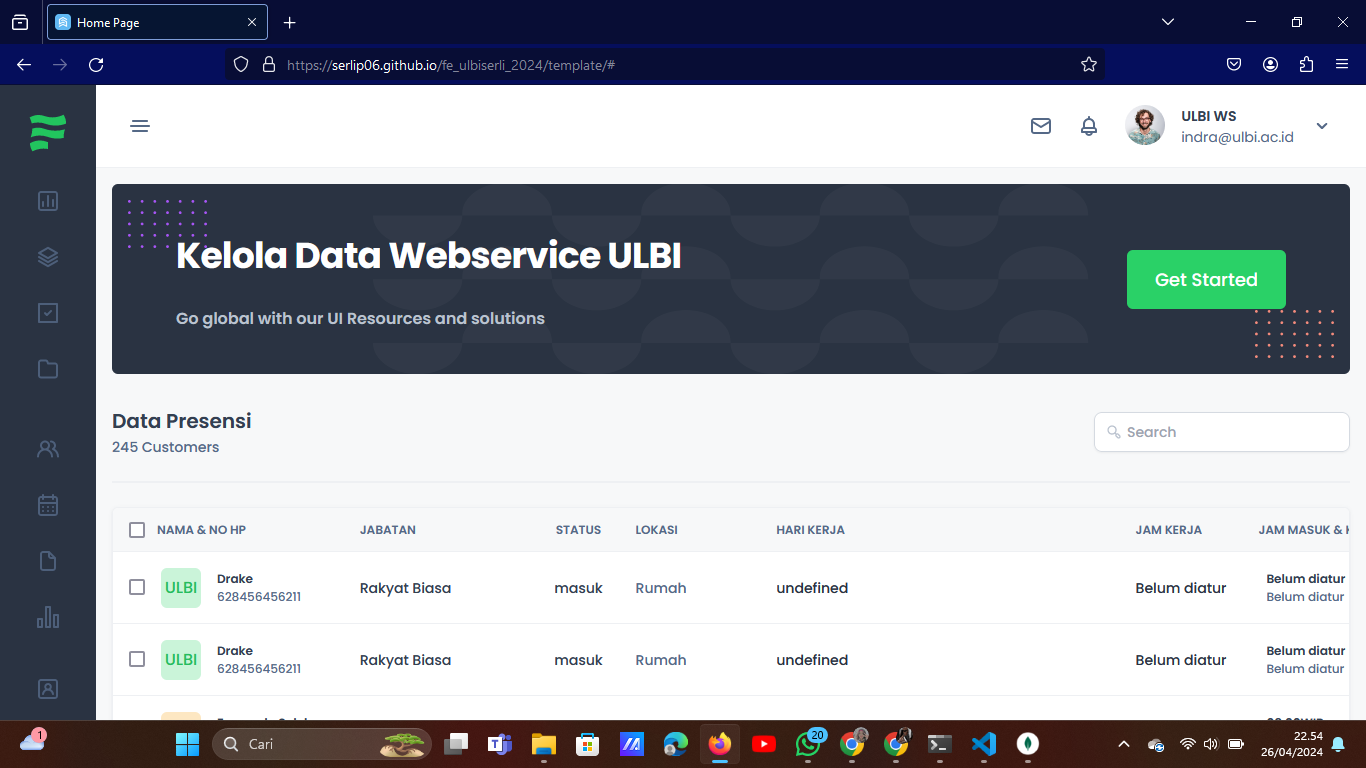 Home Page
https://serlip06.github.io/fe_ulbiserli_2024/template/#
ULBI WS
indra@ulbi.ac.id
Kelola Data Webservice ULBI
Go global with our UI Resources and solutions
Get Started
Data Presensi
245 Customers
Search
NAMA & NO HP JABATAN STATUS LOKASI HARI KERJA JAM KERJA JAM MASUK &
ULBI Drake 628456456211 Rakyat Biasa masuk Rumah undefined Belum diatur Belum diatur Belum diatur
ULBI Drake 628456456211 Rakyat Biasa masuk Rumah undefined Belum diatur Belum diatur Belum diatur
1
Cari
20
22.54
26/04/2024